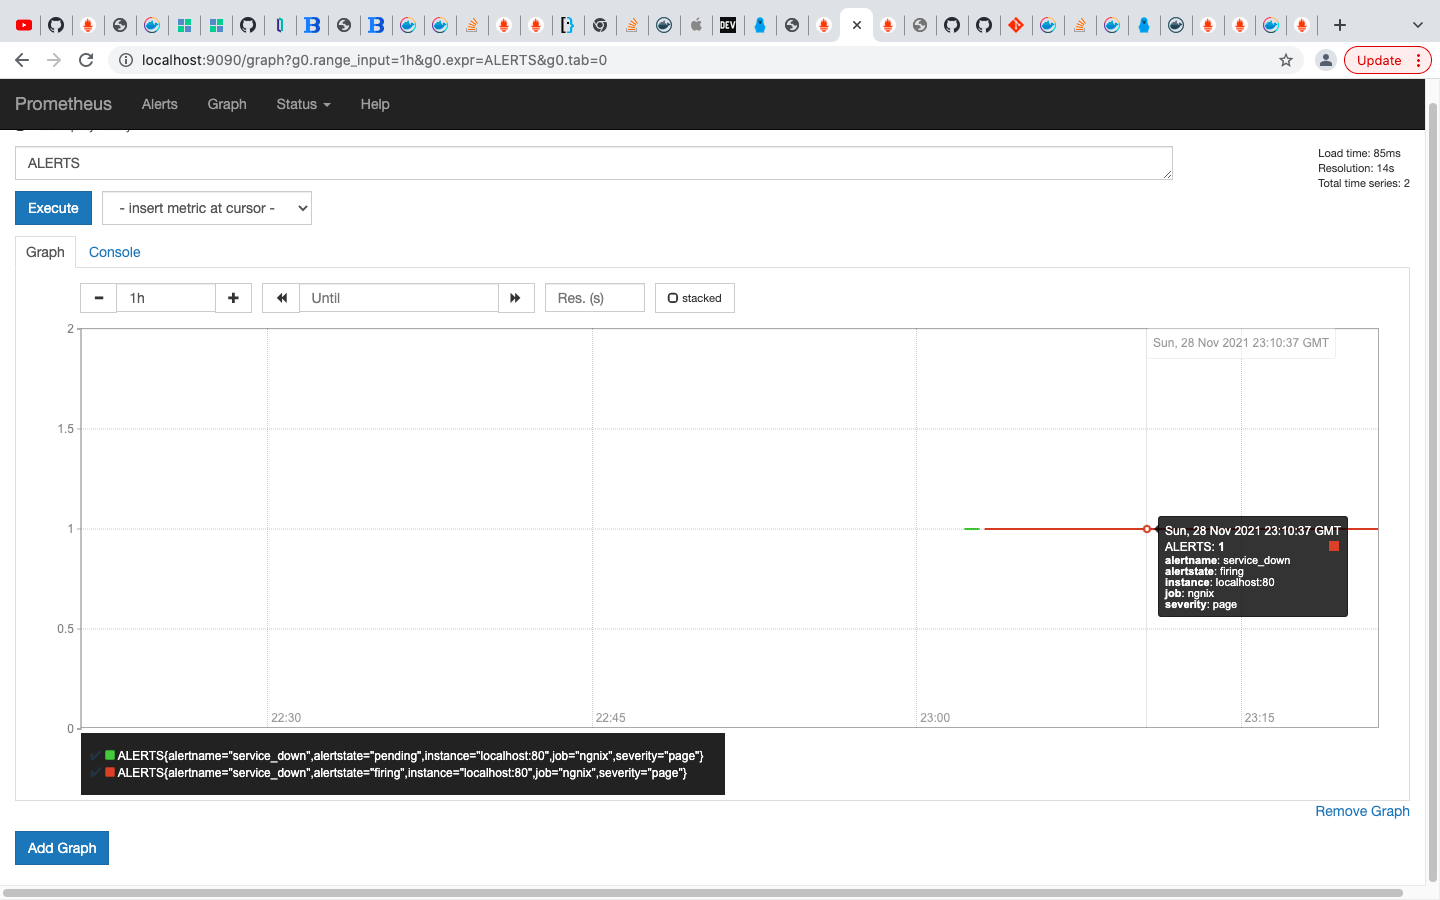 DEV
localhost:9090/graph?g0.range_input=1h&g0.expr=ALERTS&g0.tab=0
Update
Prometheus Alerts Graph Status Help
ALERTS
Load time: 85ms
Resolution: 14s
Total time series: 2
Execute
- insert metric at cursor -
Graph Console
1h
Until
Res. (s)
stacked
2
1.5
1
0.5
0
Sun, 28 Nov 2021 23:10:37 GMT
Sun, 28 Nov 2021 23:10:37 GMT
ALERTS: 1
alertname: service_down
alertstate: firing
instance: localhost:80
job: ngnix
severity: page
22:30 22:45 23:00 23:15
ALERTS{alertname="service_down",alertstate="pending",instance="localhost:80",job="ngnix",severity="page"}
ALERTS{alertname="service_down",alertstate="firing",instance="localhost:80",job="ngnix",severity="page"}
Remove Graph
Add Graph